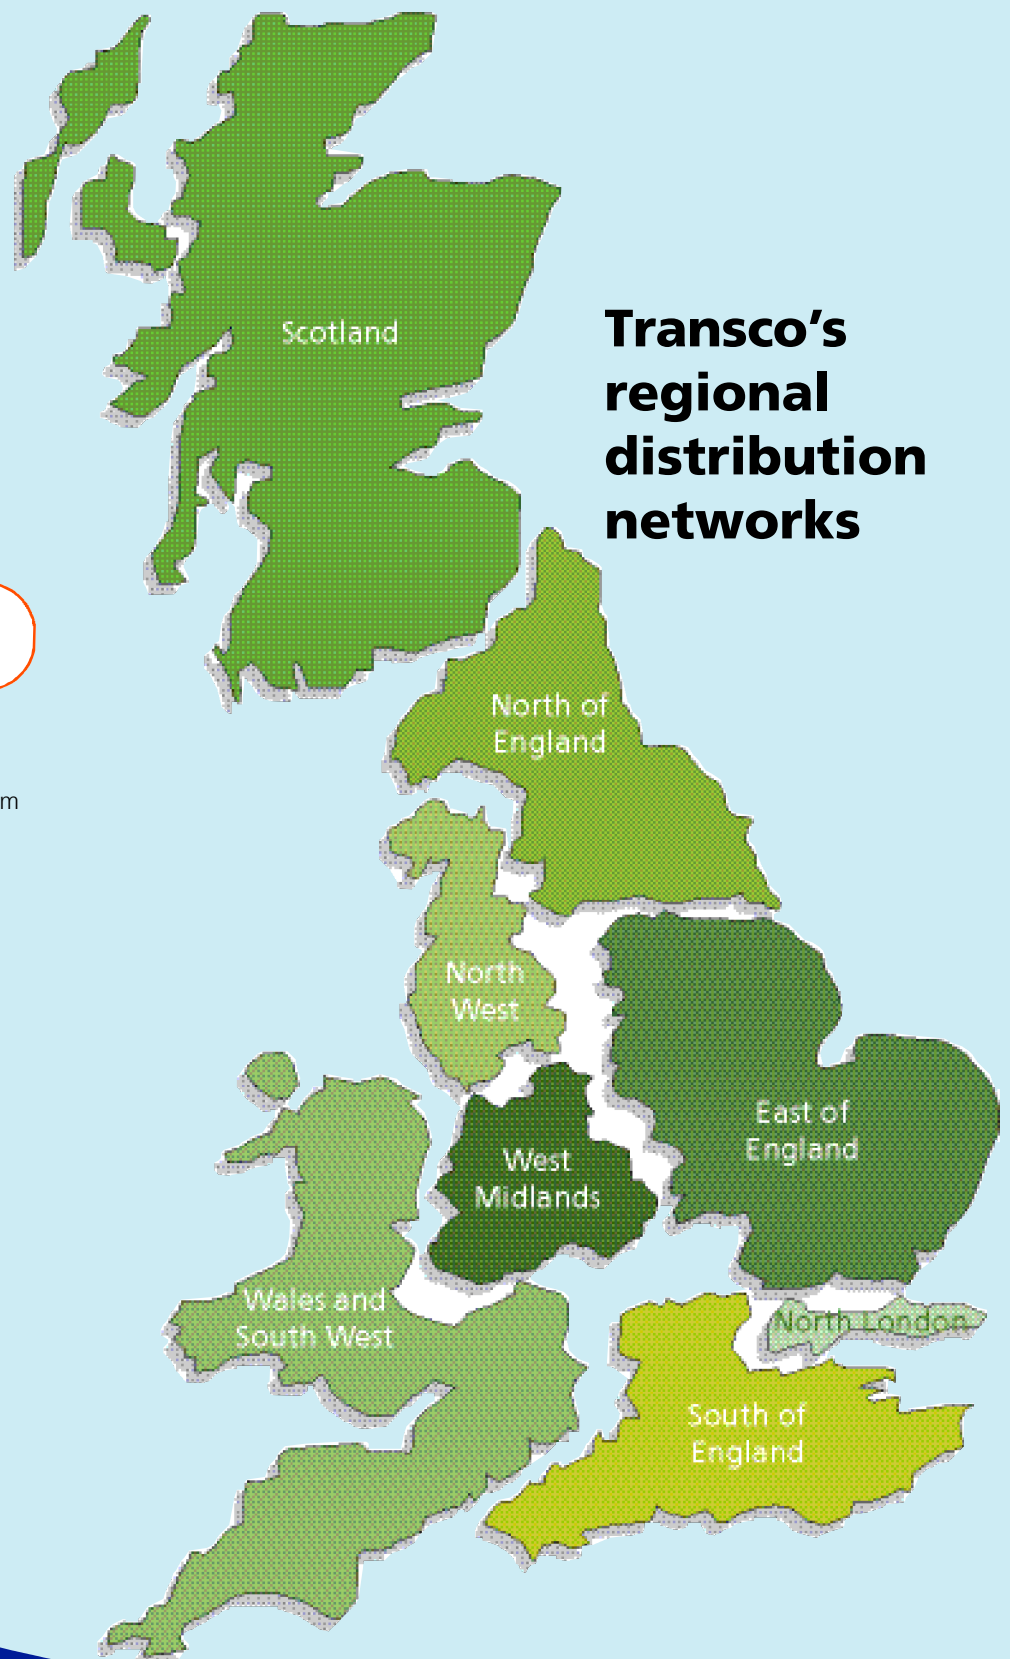 Scotland
Transco’s
regional
distribution
networks
North of
England
m
North
West
East of
England
West
Midlands
Wales and
South West
North London
South of
England